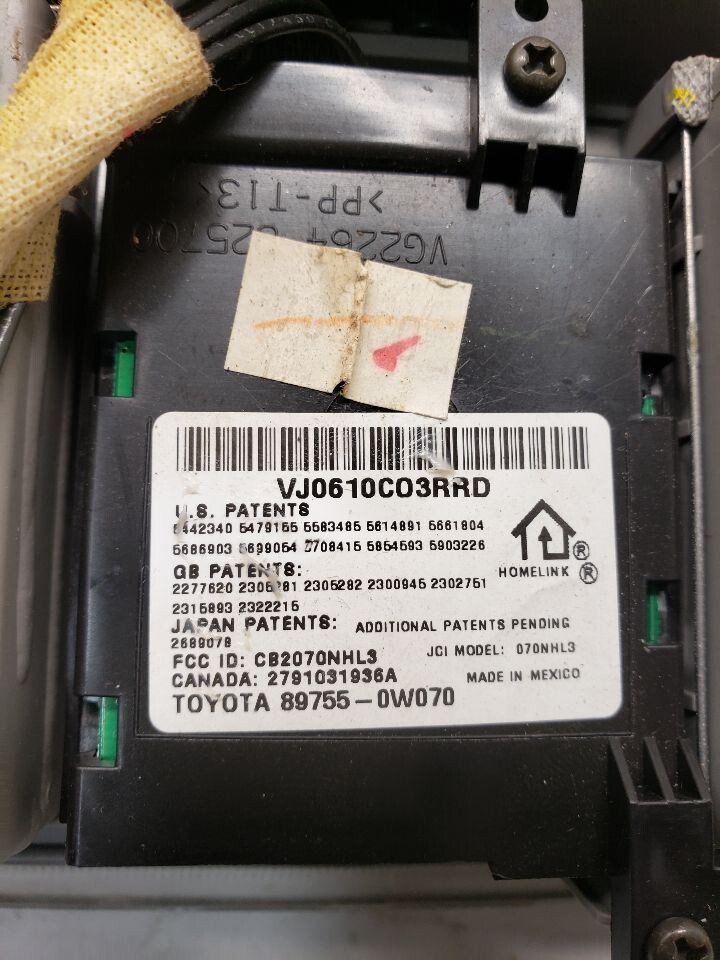 >PP-T13<
VG2264
VJ0610CO3RRD
U.S. PATENTS
5442340 5479155 5583485 5614891 5661804
5686903 5699054 5708415 5854593 5903226
HOMELINK ®
GB PATENTS:
2277620 2305281 2305282 2300945 2302751
2315893 2322215
JAPAN PATENTS: ADDITIONAL PATENTS PENDING
2689078
FCC ID: CB2070NHL3 JCI MODEL: 070NHL3
CANADA: 2791031936A MADE IN MEXICO
TOYOTA 89755-0W070